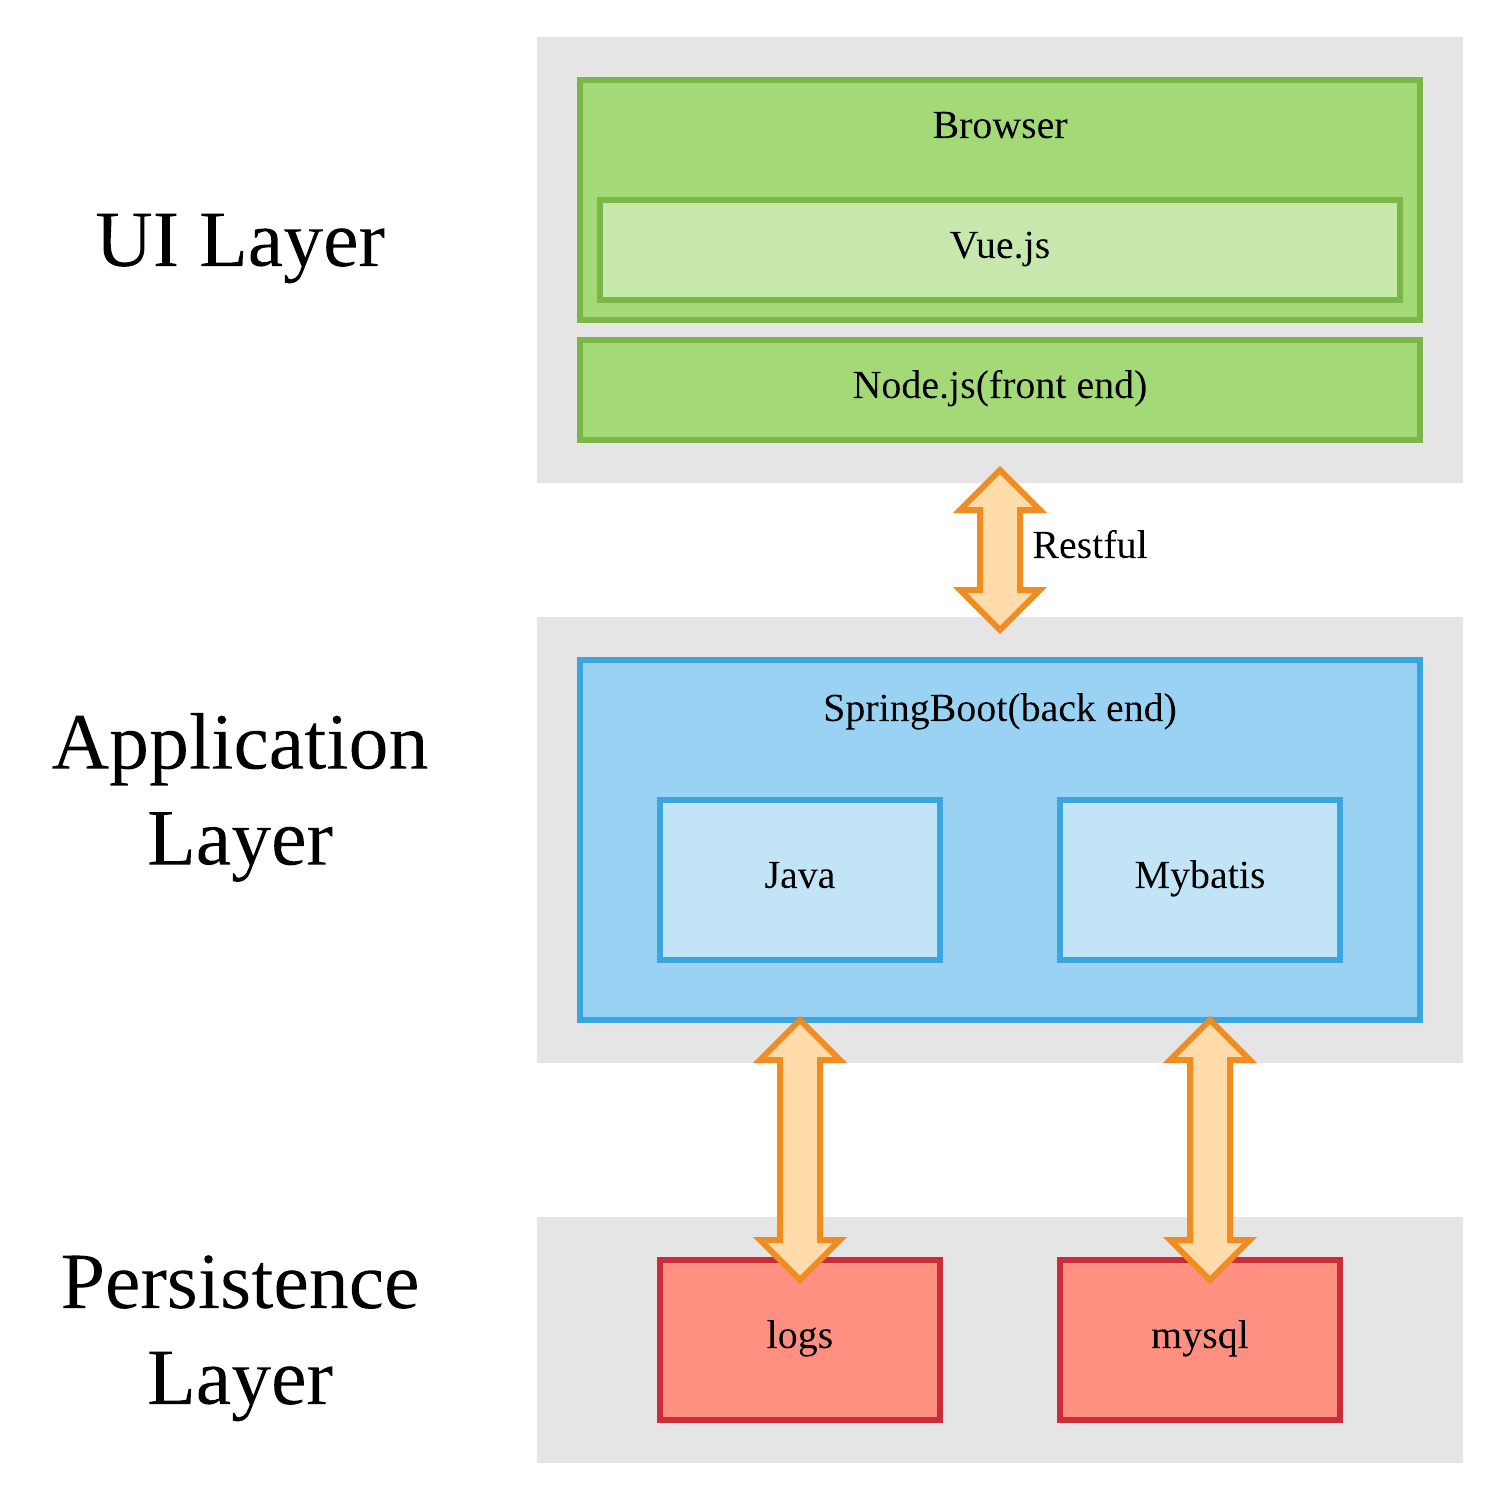 UI Layer
Browser
Vue.js
Node.js(front end)
Restful
Application
Layer
SpringBoot(back end)
Java
Mybatis
Persistence
Layer
logs
mysql